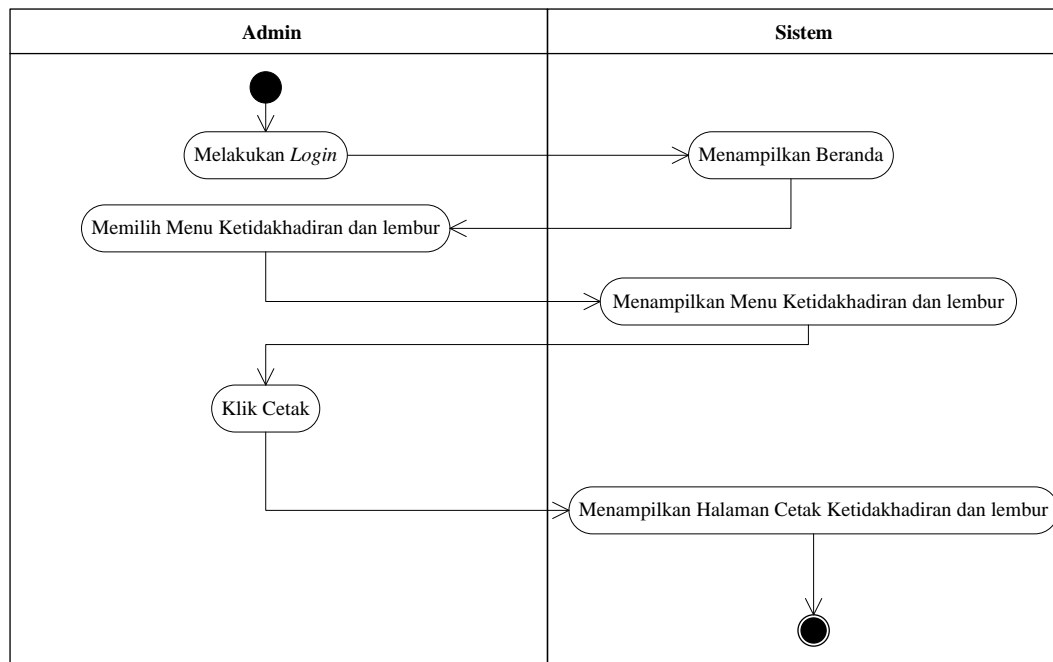 Admin
Sistem
Melakukan Login
Menampilkan Beranda
Memilih Menu Ketidakhadiran dan lembur
Menampilkan Menu Ketidakhadiran dan lembur
Klik Cetak
Menampilkan Halaman Cetak Ketidakhadiran dan lembur